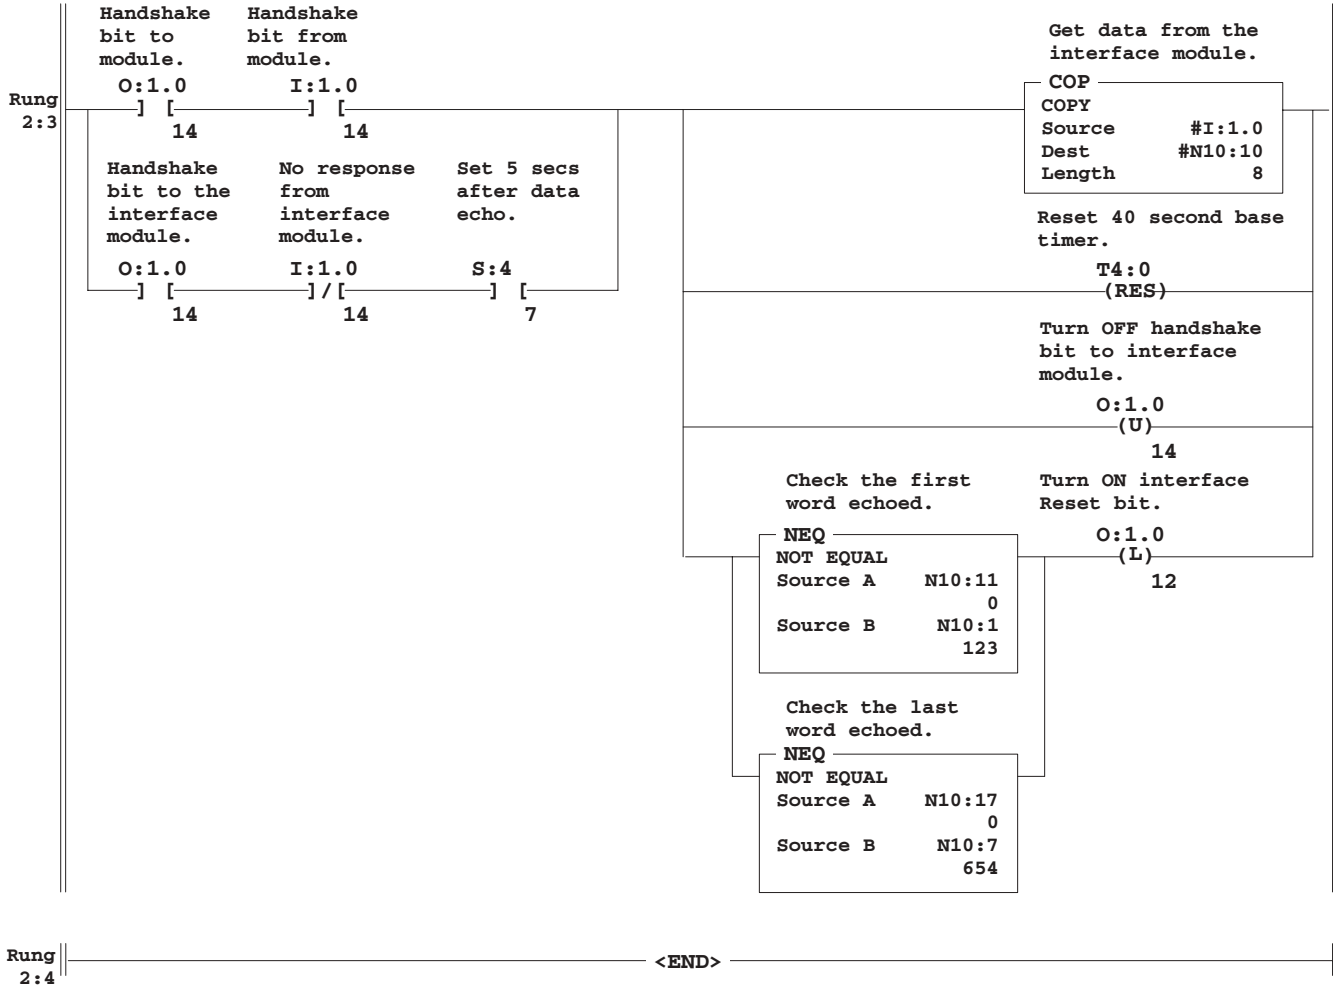 Handshake
bit to
module.
O:1.0
] [
14
Handshake
bit from
module.
I:1.0
] [
14
Rung
2:3
Handshake
bit to the
interface
module.
O:1.0
] [
14
No response
from
interface
module.
I:1.0
]/[
14
Set 5 secs
after data
echo.
S:4
] [
7
Get data from the
interface module.
COP
COPY
Source #I:1.0
Dest #N10:10
Length 8
Reset 40 second base
timer.
T4:0
(RES)
Turn OFF handshake
bit to interface
module.
O:1.0
(U)
14
Check the first
word echoed.
NEQ
NOT EQUAL
Source A N10:11
0
Source B N10:1
123
Turn ON interface
Reset bit.
O:1.0
(L)
12
Check the last
word echoed.
NEQ
NOT EQUAL
Source A N10:17
0
Source B N10:7
654
Rung
2:4
<END>